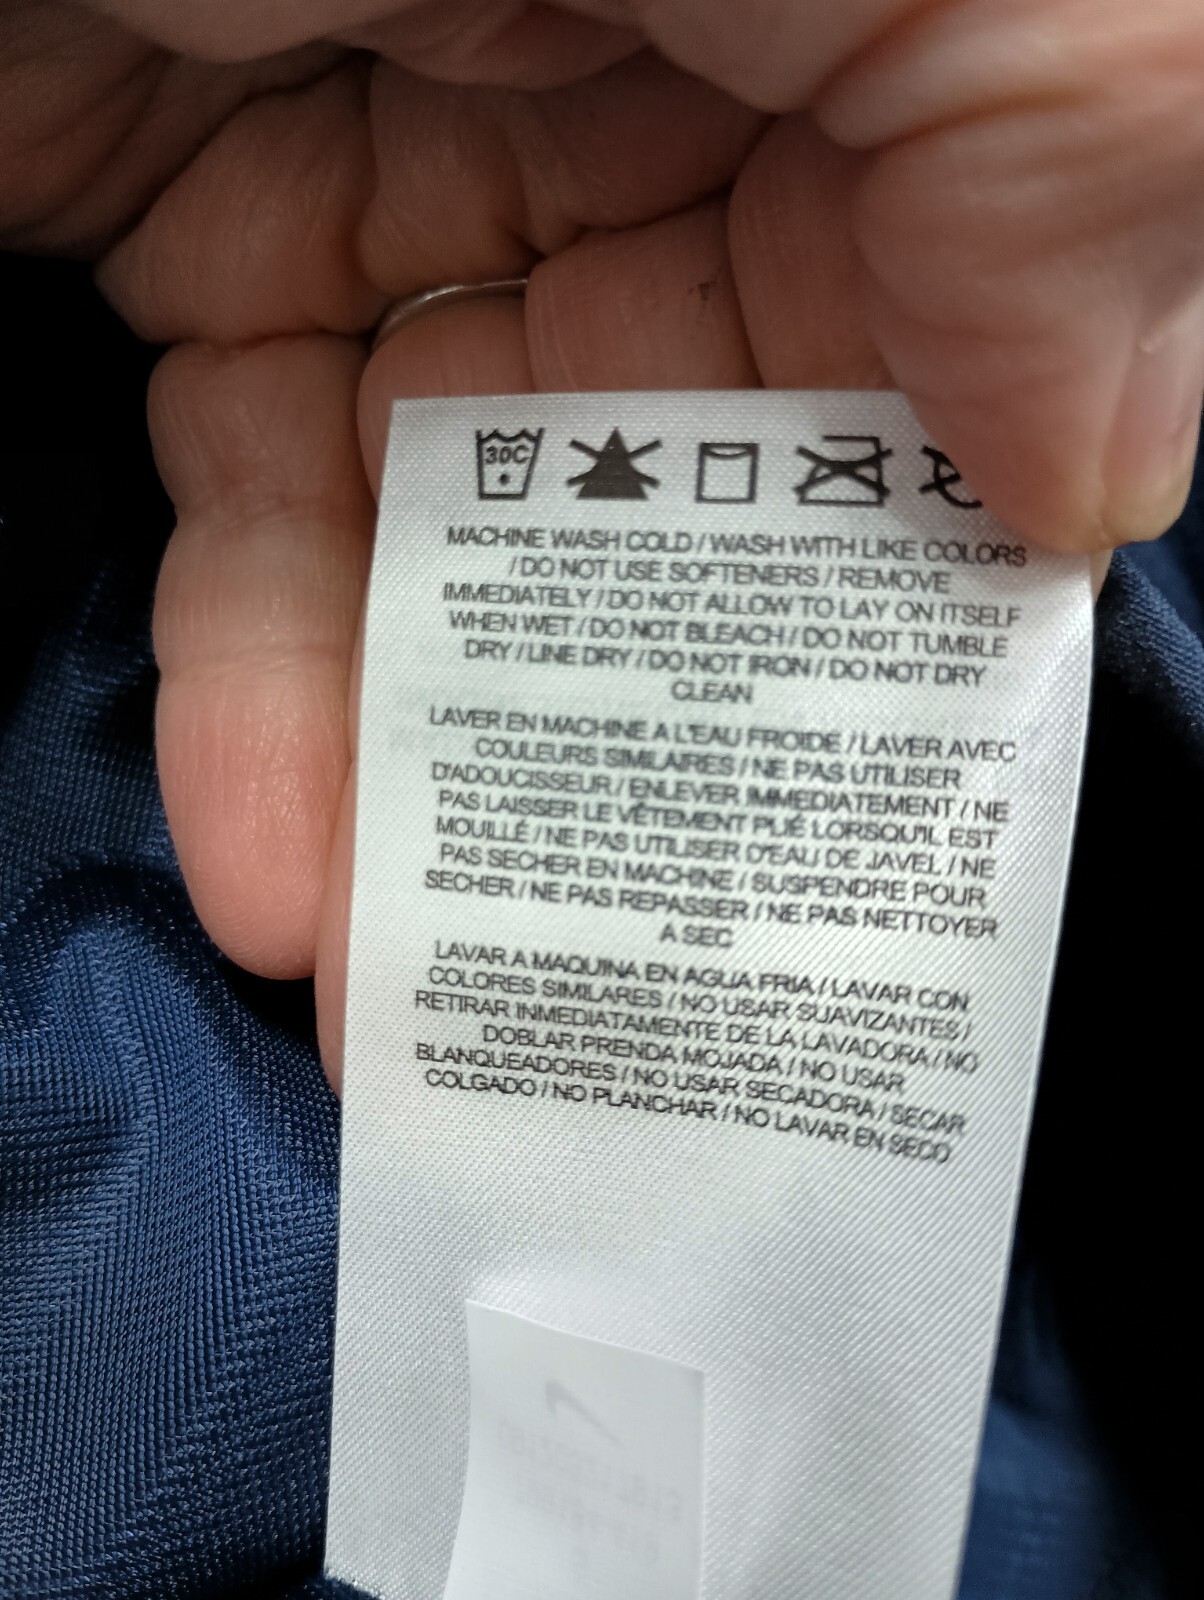 30C
MACHINE WASH COLD / WASH WITH LIKE COLORS
/ DO NOT USE SOFTENERS / REMOVE
IMMEDIATELY / DO NOT ALLOW TO LAY ON ITSELF
WHEN WET / DO NOT BLEACH / DO NOT TUMBLE
DRY / LINE DRY / DO NOT IRON / DO NOT DRY
CLEAN
LAVER EN MACHINE A L'EAU FROIDE / LAVER AVEC
COULEURS SIMILAIRES / NE PAS UTILISER
D'ADOUCISSEUR / ENLEVER IMMEDIATEMENT / NE
PAS LAISSER LE VÊTEMENT PLIÉ LORSQU'IL EST
MOUILLÉ / NE PAS UTILISER D'EAU DE JAVEL / NE
PAS SECHER EN MACHINE / SUSPENDRE POUR
SECHER / NE PAS REPASSER / NE PAS NETTOYER
A SEC
LAVAR A MAQUINA EN AGUA FRIA / LAVAR CON
COLORES SIMILARES / NO USAR SUAVIZANTES /
RETIRAR INMEDIATAMENTE DE LA LAVADORA / NO
DOBLAR PRENDA MOJADA / NO USAR
BLANQUEADORES / NO USAR SECADORA / SECAR
COLGADO / NO PLANCHAR / NO LAVAR EN SECO